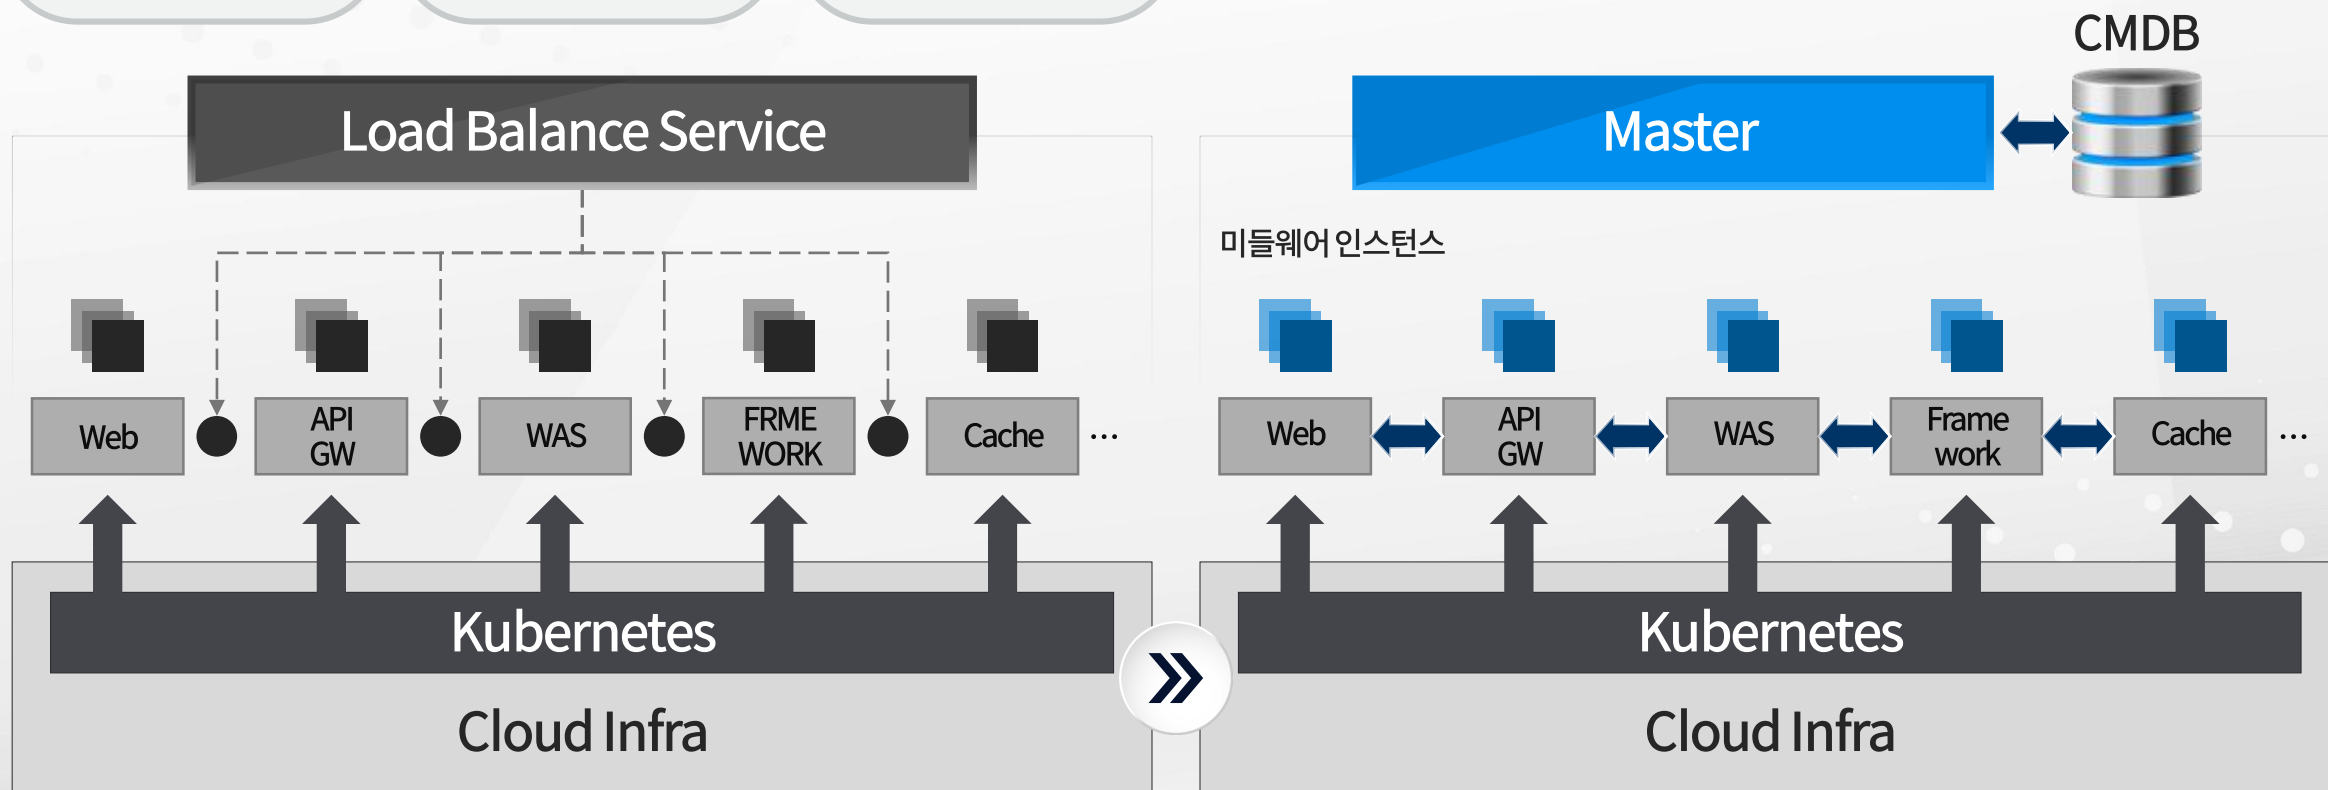 CMDB
Load Balance Service
Master
미들웨어 인스턴스
Web
API
GW
WAS
FRME
WORK
Cache
...
Web
API
GW
WAS
Frame
work
Cache
...
Kubernetes
Kubernetes
Cloud Infra
Cloud Infra